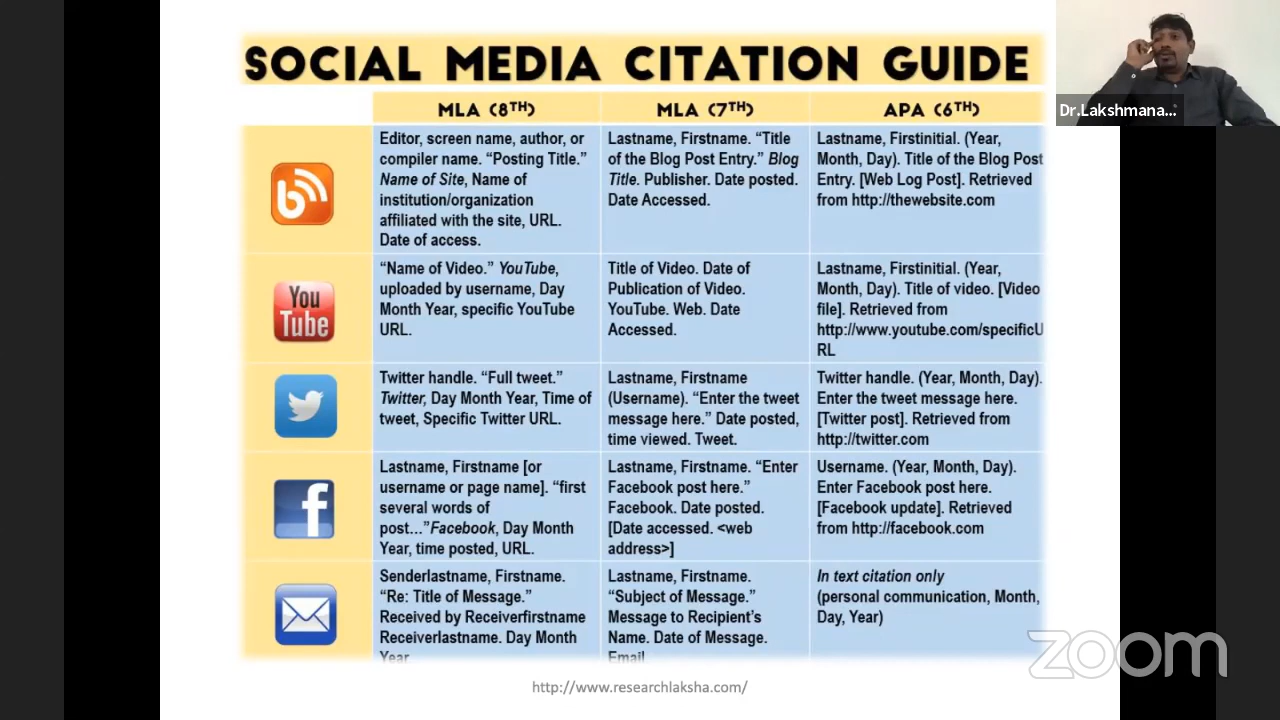 SOCIAL MEDIA CITATION GUIDE
Dr.Lakshmana...
MLA (8TH)
MLA (7TH)
APA (6TH)
Editor, screen name, author, or
compiler name. “Posting Title.”
Name of Site, Name of
institution/organization
affiliated with the site, URL.
Date of access.
Lastname, Firstname. “Title
of the Blog Post Entry.” Blog
Title. Publisher. Date posted.
Date Accessed.
Lastname, Firstinitial. (Year,
Month, Day). Title of the Blog Post
Entry. [Web Log Post]. Retrieved
from http://thewebsite.com
You
Tube
“Name of Video.” YouTube,
uploaded by username, Day
Month Year, specific YouTube
URL.
Title of Video. Date of
Publication of Video.
YouTube. Web. Date
Accessed.
Lastname, Firstinitial. (Year,
Month, Day). Title of video. [Video
file]. Retrieved from
http://www.youtube.com/specificU
RL
Twitter handle. “Full tweet.”
Twitter, Day Month Year, Time of
tweet, Specific Twitter URL.
Lastname, Firstname
(Username). “Enter the tweet
message here.” Date posted,
time viewed. Tweet.
Twitter handle. (Year, Month, Day).
Enter the tweet message here.
[Twitter post]. Retrieved from
http://twitter.com
f
Lastname, Firstname [or
username or page name]. “first
several words of
post…”Facebook, Day Month
Year, time posted, URL.
Lastname, Firstname. “Enter
Facebook post here.”
Facebook. Date posted.
[Date accessed. <web
address>]
Username. (Year, Month, Day).
Enter Facebook post here.
[Facebook update]. Retrieved
from http://facebook.com
Senderlastname, Firstname.
“Re: Title of Message.”
Received by Receiverfirstname
Receiverlastname. Day Month
Year.
Lastname, Firstname.
“Subject of Message.”
Message to Recipient’s
Name. Date of Message.
Email.
In text citation only
(personal communication, Month,
Day, Year)
zoom
http://www.researchlaksha.com/